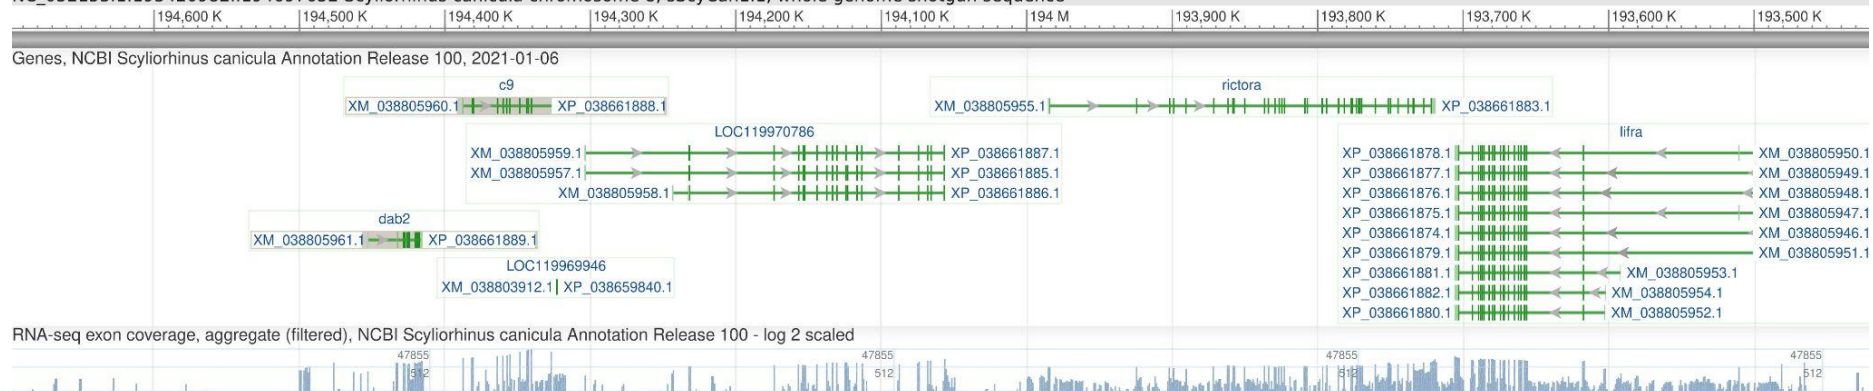 194,600 K 194,500 K 194,400 K 194,300 K 194,200 K 194,100 K 194 M 193,900 K 193,800 K 193,700 K 193,600 K 193,500 K
Genes, NCBI Scyliorhinus canicula Annotation Release 100, 2021-01-06
c9 rictora
XM_038805960.1 XP_038661888.1 XM_038805955.1 XP_038661883.1
LOC119970786 lifra
XM_038805959.1 XP_038661887.1 XP_038661878.1 XM_038805950.1
XM_038805957.1 XP_038661885.1 XP_038661877.1 XM_038805949.1
XM_038805958.1 XP_038661886.1 XP_038661876.1 XM_038805948.1
dab2 XP_038661875.1 XM_038805947.1
XM_038805961.1 XP_038661889.1 XP_038661874.1 XM_038805946.1
XP_038661879.1 XM_038805951.1
LOC119969946 XP_038661881.1 XM_038805953.1
XM_038803912.1 XP_038659840.1 XP_038661882.1 XM_038805954.1
XP_038661880.1 XM_038805952.1
RNA-seq exon coverage, aggregate (filtered), NCBI Scyliorhinus canicula Annotation Release 100 - log 2 scaled
47855 47855 47855 47855
512 512 512 512